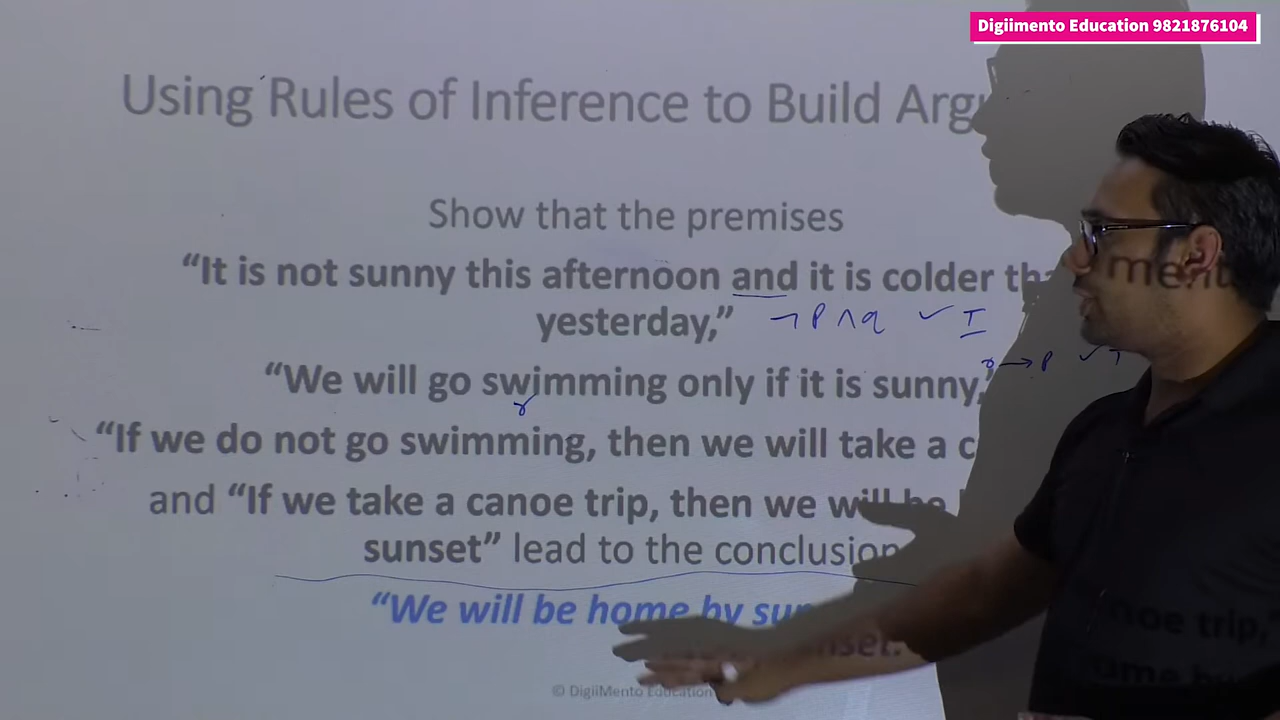 Digiimento Education 9821876104
Using Rules of Inference to Build
Show that the premises
“It is not sunny this afternoon and it is colder
yesterday,” ¬P∧q ✓ T
r→P ✓ T
“We will go swimming only if it is sunny,
r
“If we do not go swimming, then we will take a
and “If we take a canoe trip, then we will be
sunset” lead to the conclusion
“We will be home by
© DigiiMento Education